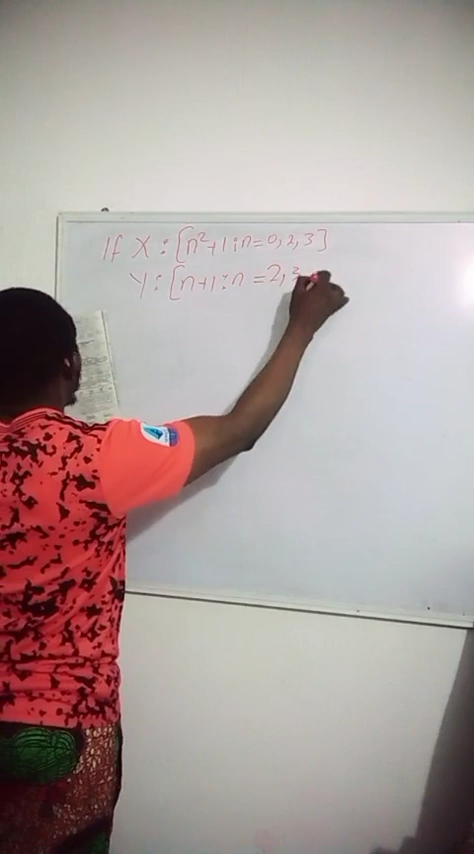 If X : [n²+1 : n = 0, 2, 3]
Y : [n+1 : n = 2, 3